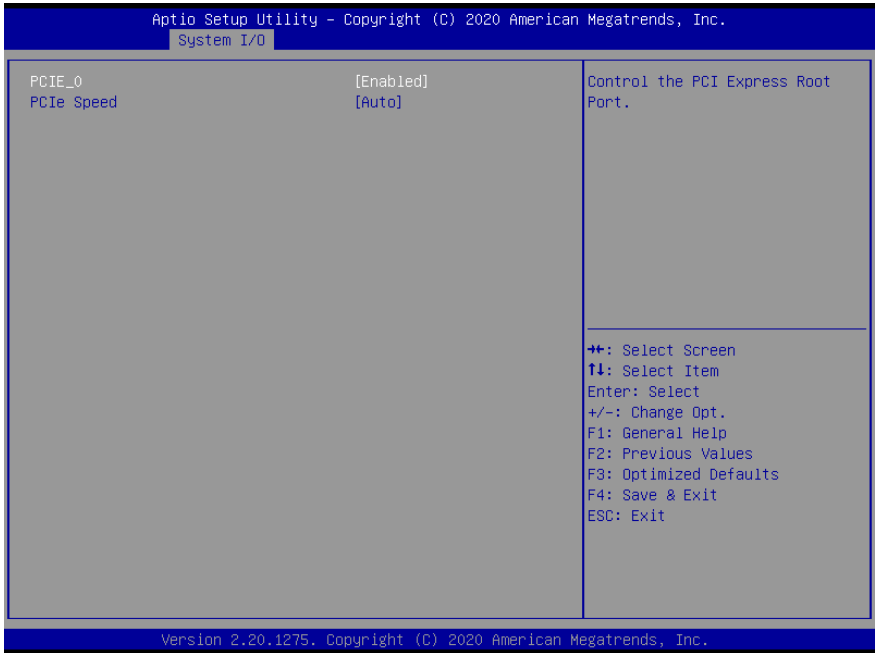 Aptio Setup Utility – Copyright (C) 2020 American Megatrends, Inc.
System I/O
PCIE_0 [Enabled]
PCIe Speed [Auto]
Control the PCI Express Root
Port.
→←: Select Screen
↑↓: Select Item
Enter: Select
+/-: Change Opt.
F1: General Help
F2: Previous Values
F3: Optimized Defaults
F4: Save & Exit
ESC: Exit
Version 2.20.1275. Copyright (C) 2020 American Megatrends, Inc.